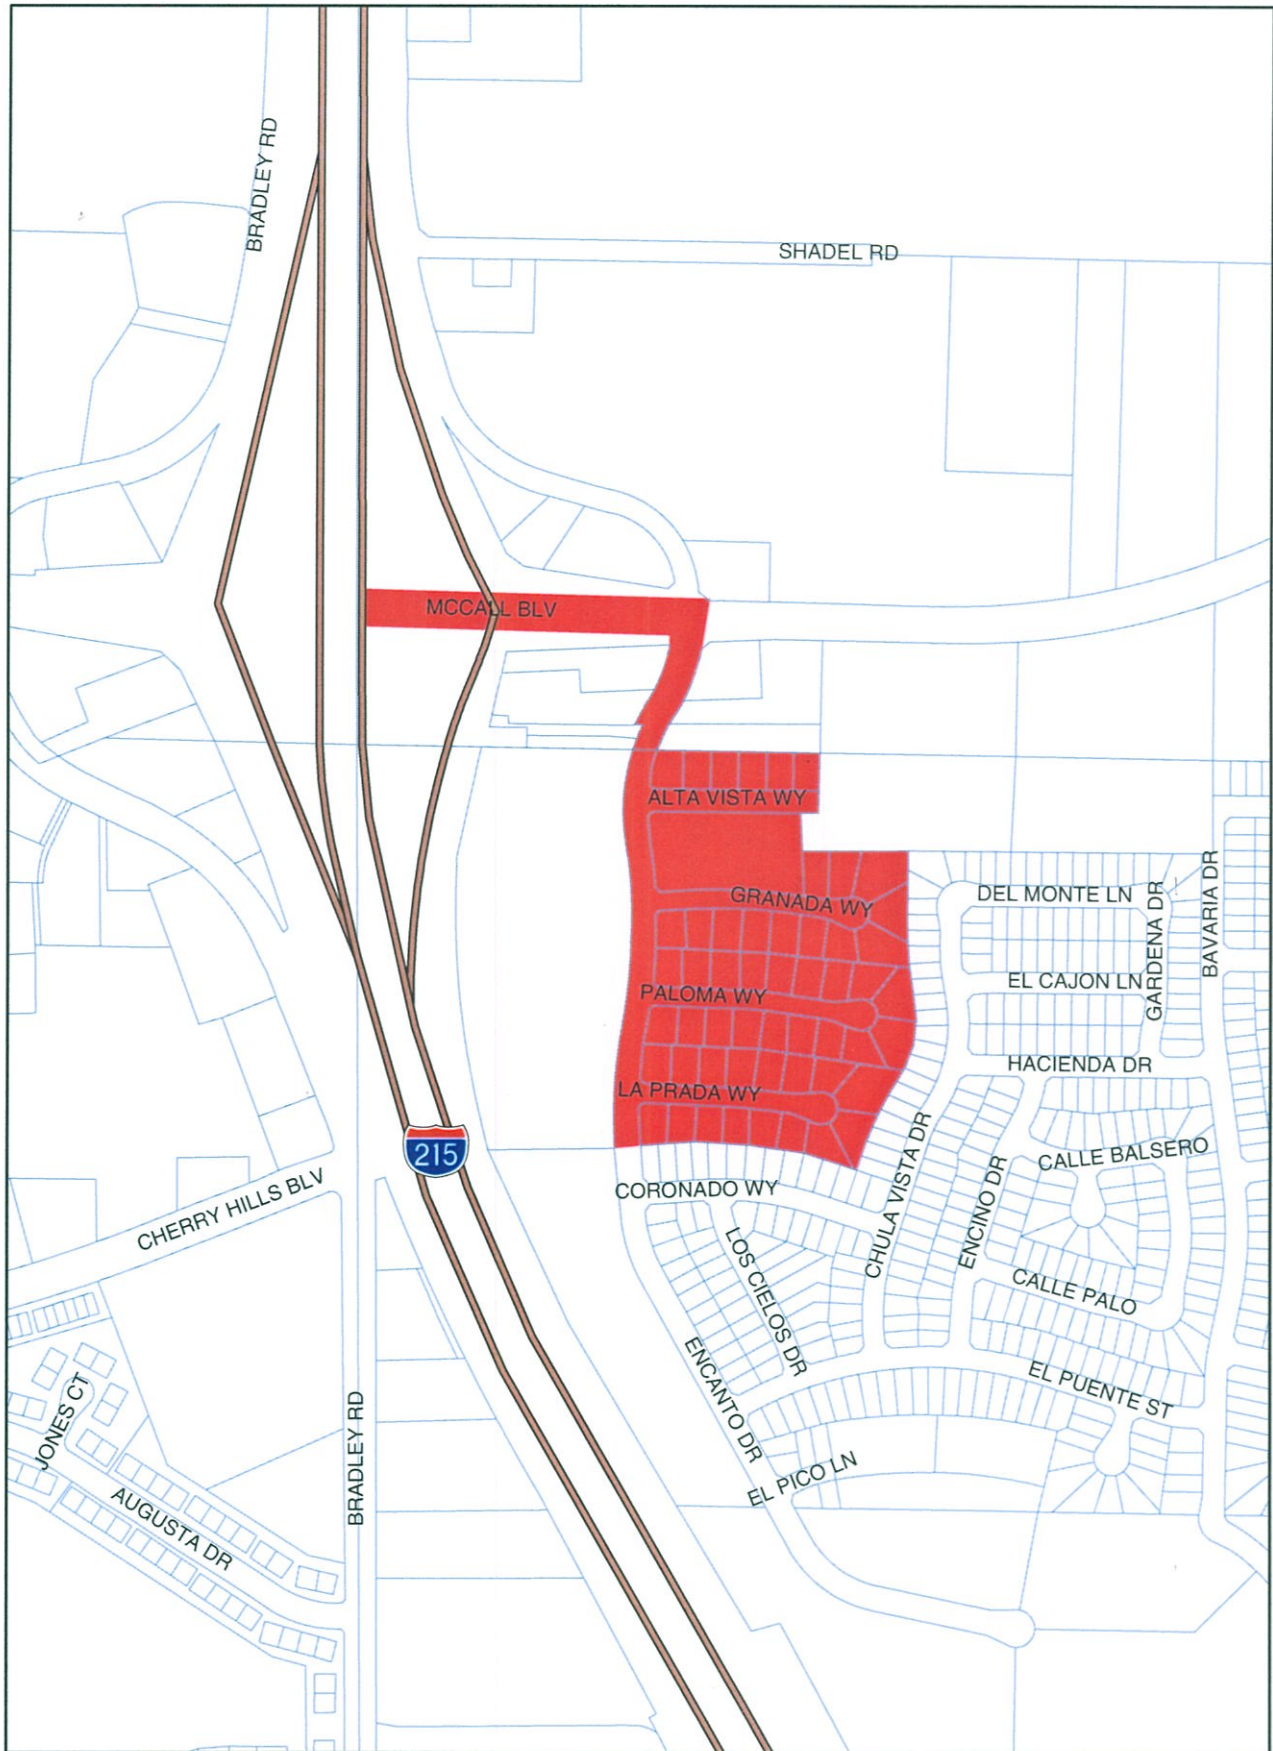 BRADLEY RD
SHADEL RD
MCCALL BLV
ALTA VISTA WY
GRANADA WY
DEL MONTE LN
GARDENA DR
BAVARIA DR
EL CAJON LN
PALOMA WY
HACIENDA DR
LA PRADA WY
215
CALLE BALSERO
CHULA VISTA DR
ENCINO DR
CORONADO WY
CHERRY HILLS BLV
LOS CIELOS DR
CALLE PALO
ENCANTO DR
EL PUENTE ST
JONES CT
BRADLEY RD
EL PICO LN
AUGUSTA DR